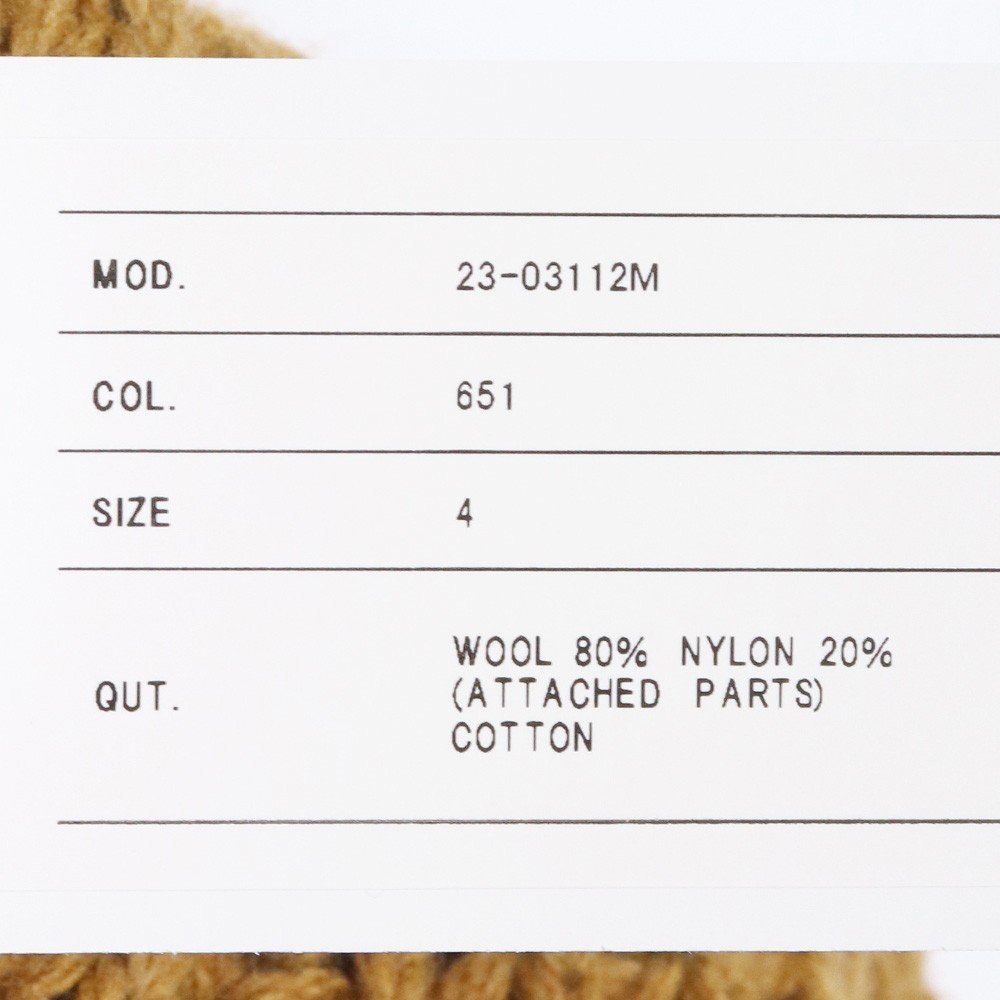 MOD. 23-03112M
COL. 651
SIZE 4
WOOL 80% NYLON 20%
QUT. (ATTACHED PARTS)
COTTON